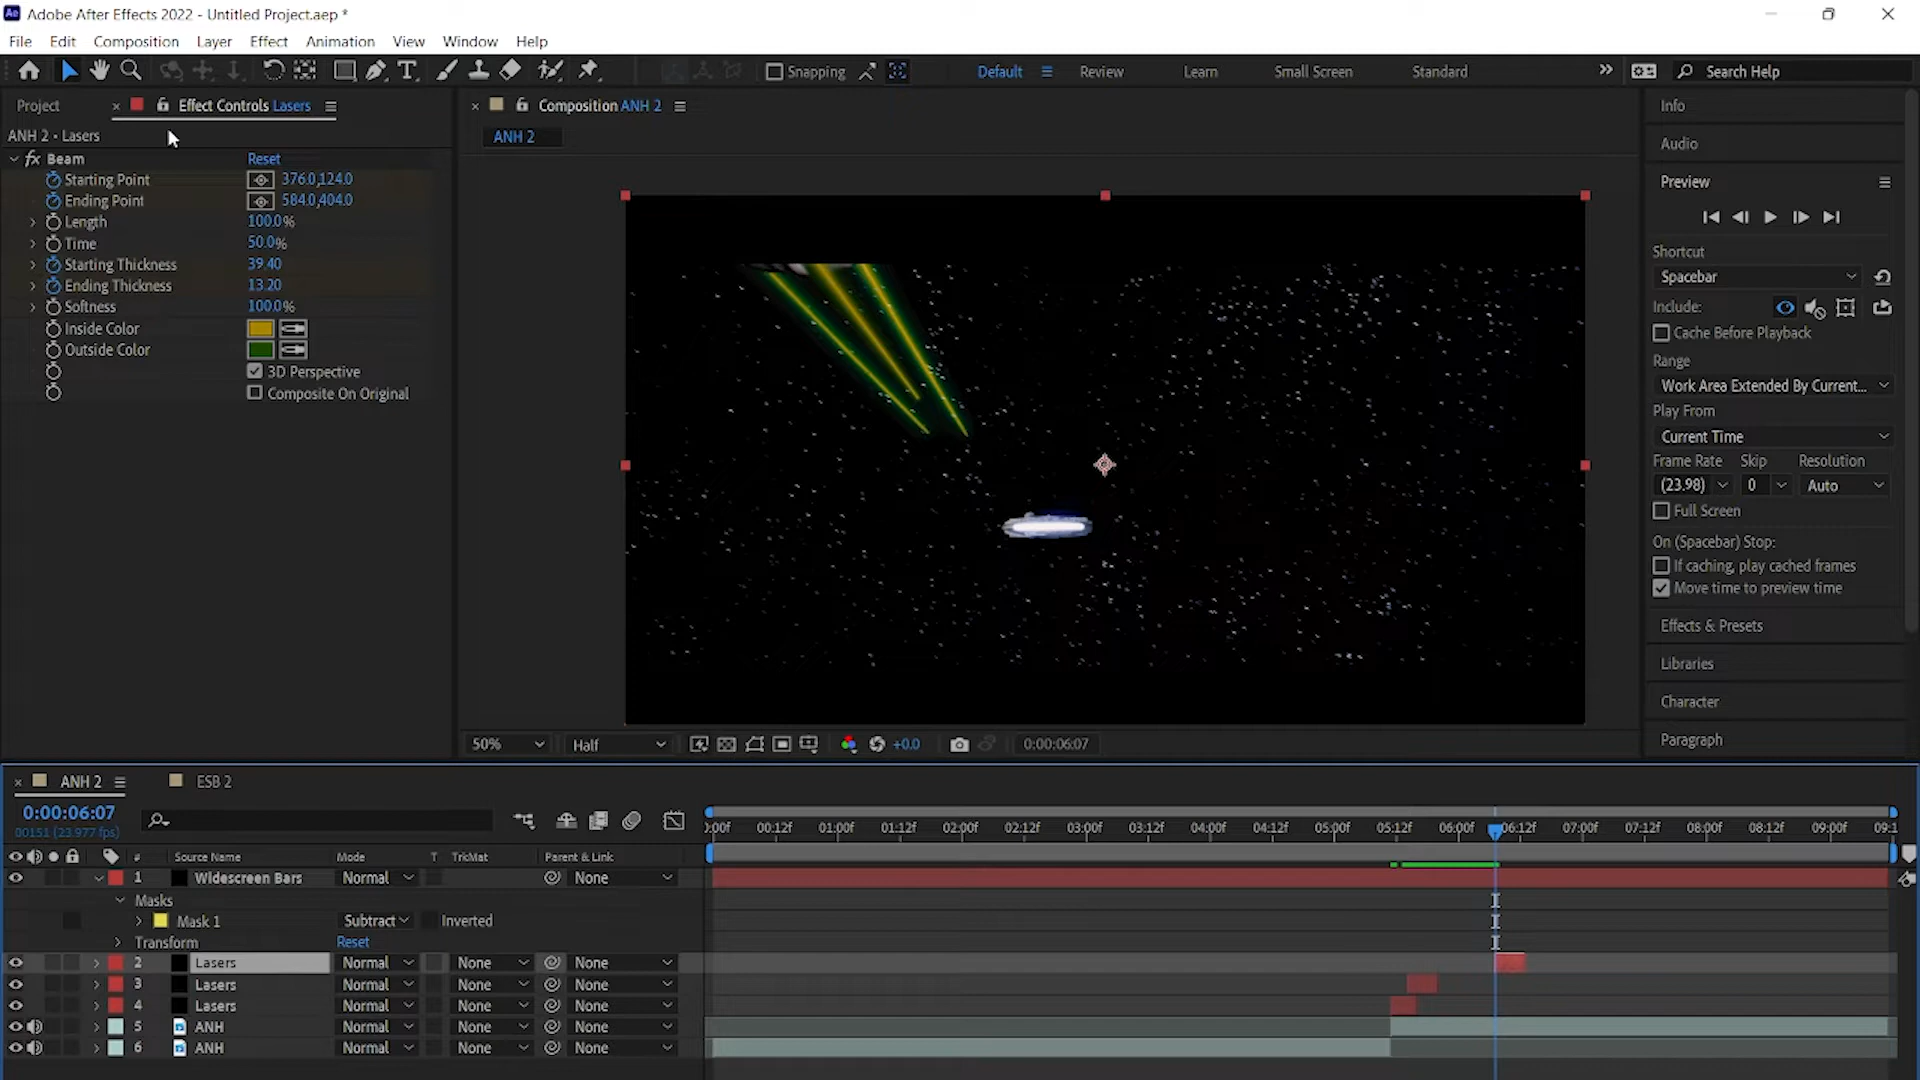 Ae Adobe After Effects 2022 - Untitled Project.aep *
File Edit Composition Layer Effect Animation View Window Help
Snapping Default Review Learn Small Screen Standard Search Help
Project Effect Controls Lasers
ANH 2 • Lasers
fx Beam Reset
Starting Point 376.0,124.0
Ending Point 584.0,404.0
Length 100.0%
Time 50.0%
Starting Thickness 39.40
Ending Thickness 13.20
Softness 100.0%
Inside Color
Outside Color
3D Perspective
Composite On Original
Composition ANH 2
ANH 2
50% Half +0.0 0:00:06:07
Info
Audio
Preview
Shortcut
Spacebar
Include:
Cache Before Playback
Range
Work Area Extended By Current...
Play From
Current Time
Frame Rate Skip Resolution
(23.98) 0 Auto
Full Screen
On (Spacebar) Stop:
If caching, play cached frames
Move time to preview time
Effects & Presets
Libraries
Character
Paragraph
ANH 2 ESB 2
0:00:06:07
00151 (23.977 fps)
00:12f 01:00f 01:12f 02:00f 02:12f 03:00f 03:12f 04:00f 04:12f 05:00f 05:12f 06:00f 06:12f 07:00f 07:12f 08:00f 08:12f 09:00f
# Source Name Mode T TrkMat Parent & Link
1 Widescreen Bars Normal None
Masks
Mask 1 Subtract Inverted
Transform Reset
2 Lasers Normal None None
3 Lasers Normal None None
4 Lasers Normal None None
5 ANH Normal None None
6 ANH Normal None None